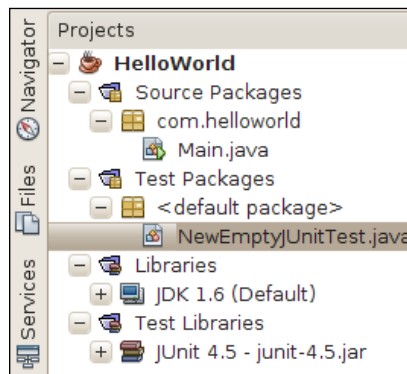 Projects
HelloWorld
Source Packages
com.helloworld
Main.java
Test Packages
<default package>
NewEmptyJUnitTest.java
Libraries
JDK 1.6 (Default)
Test Libraries
JUnit 4.5 - junit-4.5.jar
Navigator
Files
Services